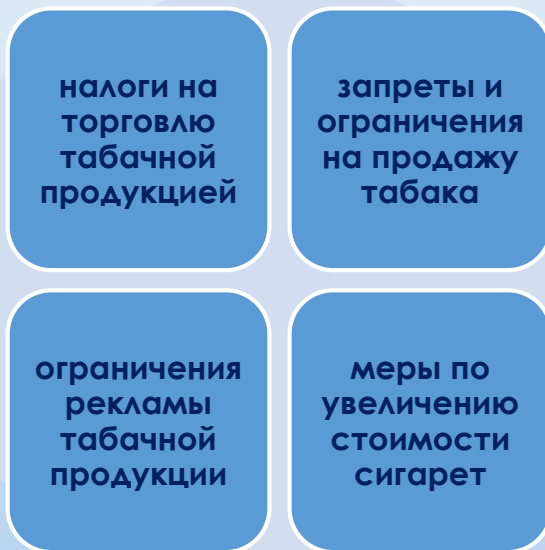 налоги на
торговлю
табачной
продукцией
запреты и
ограничения
на продажу
табака
ограничения
рекламы
табачной
продукции
меры по
увеличению
стоимости
сигарет